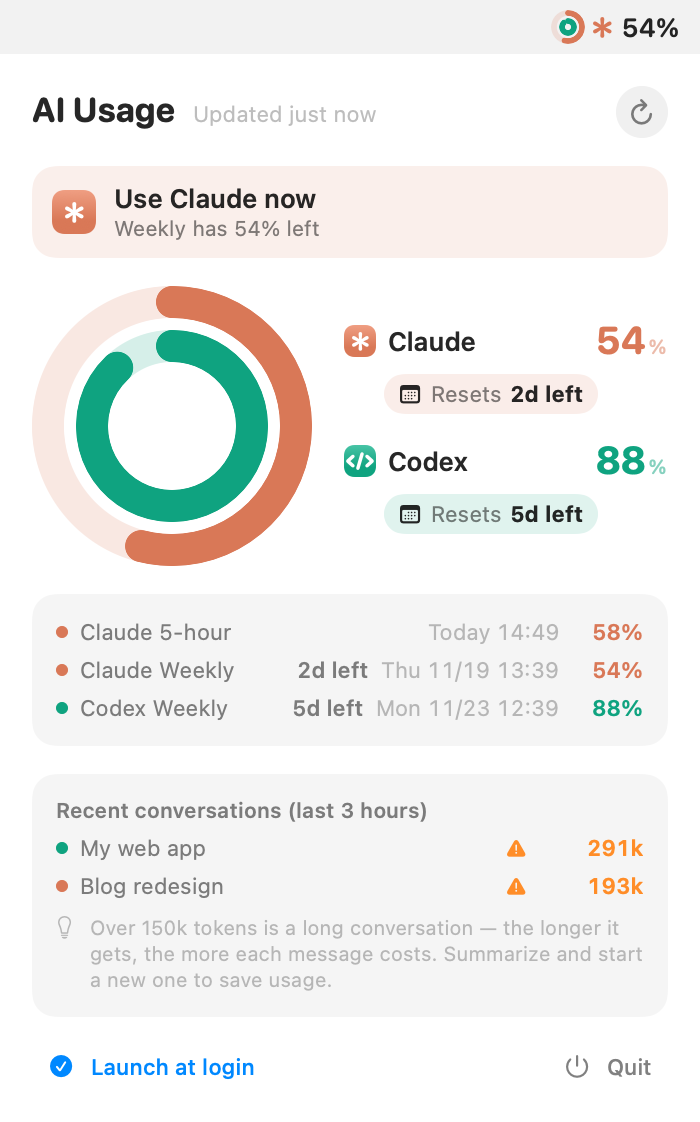 54%
AI Usage Updated just now
Use Claude now
Weekly has 54% left
Claude 54%
Resets 2d left
Codex 88%
Resets 5d left
Claude 5-hour Today 14:49 58%
Claude Weekly 2d left Thu 11/19 13:39 54%
Codex Weekly 5d left Mon 11/23 12:39 88%
Recent conversations (last 3 hours)
My web app 291k
Blog redesign 193k
Over 150k tokens is a long conversation — the longer it
gets, the more each message costs. Summarize and start
a new one to save usage.
Launch at login Quit